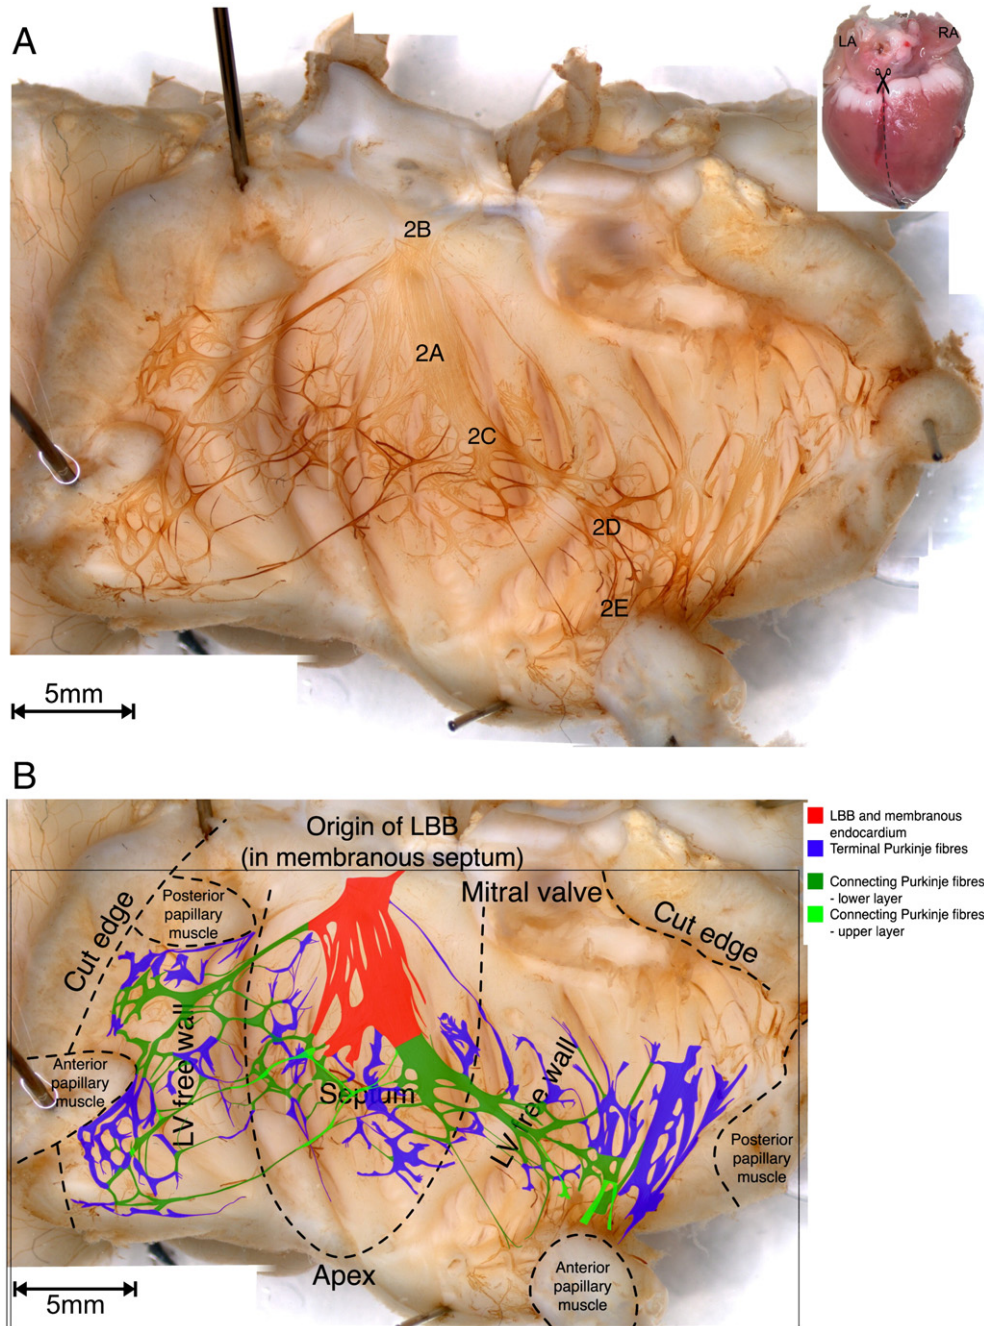 A
LA
RA
2B
2A
2C
2D
2E
5mm
B
Origin of LBB
(in membranous septum)
Mitral valve
Cut edge
Posterior
papillary
muscle
Cut edge
LV free wall
Anterior
papillary
muscle
Septum
LV free wall
Posterior
papillary
muscle
Apex
Anterior
papillary
muscle
5mm
LBB and membranous
endocardium
Terminal Purkinje fibres
Connecting Purkinje fibres
- lower layer
Connecting Purkinje fibres
- upper layer